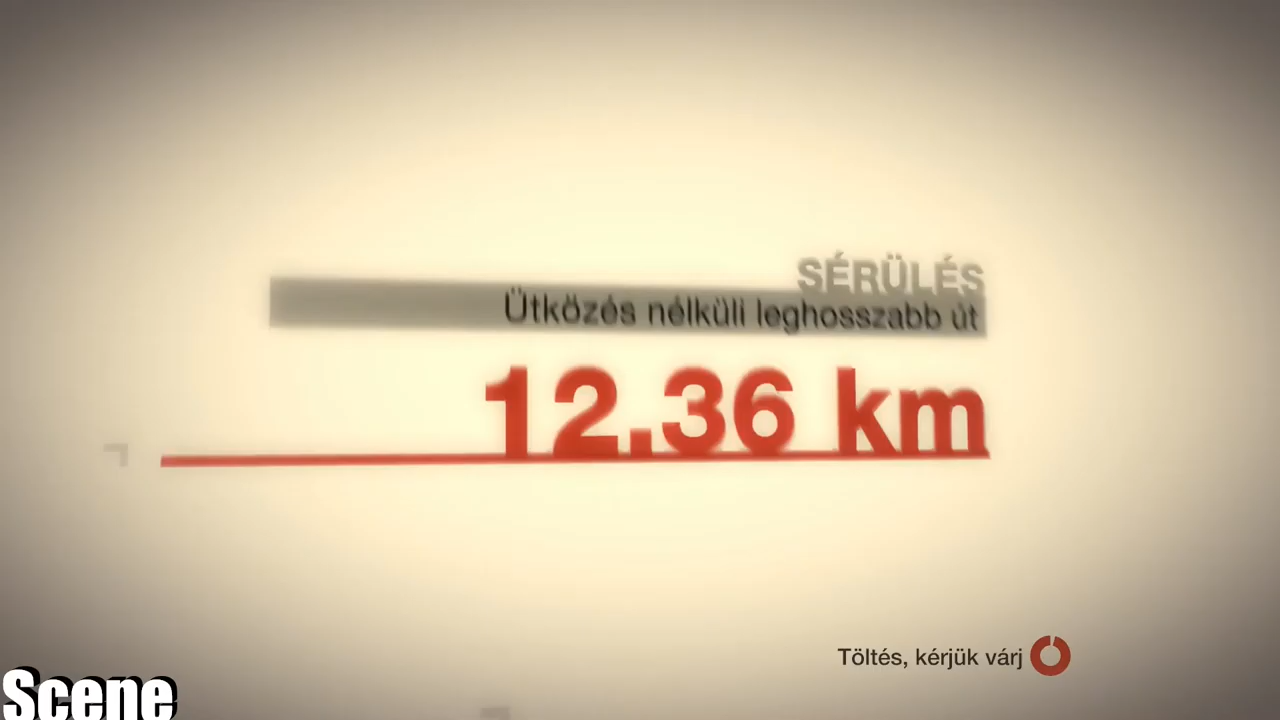 SÉRÜLÉS
Ütközés nélküli leghosszabb út
12.36 km
Töltés, kérjük várj
Scene